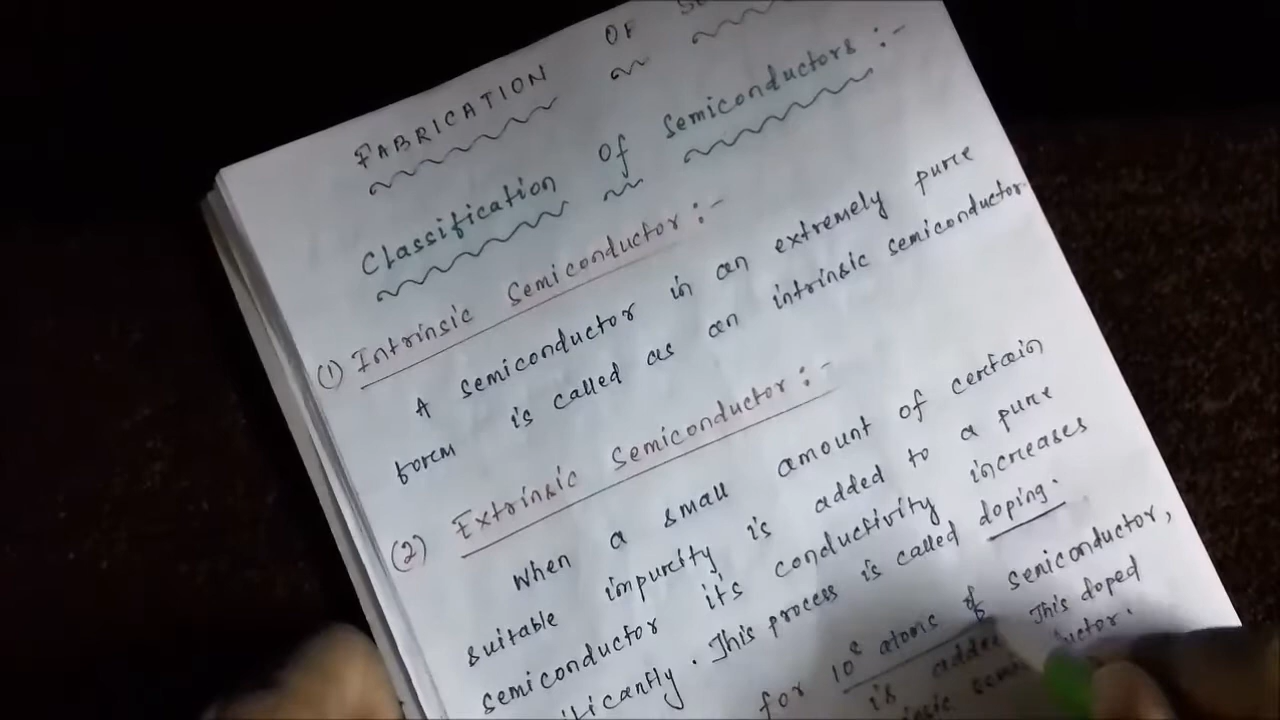 FABRICATION OF
Classification of Semiconductors :-
(1) Intrinsic Semiconductor :-
A semiconductor in an extremely pure
form is called as an intrinsic semiconductor.
(2) Extrinsic Semiconductor :-
When a small amount of certain
suitable impurity is added to a pure
semiconductor its conductivity increases
. This process is called doping.
for 10⁸ atoms of semiconductor,
is added This doped